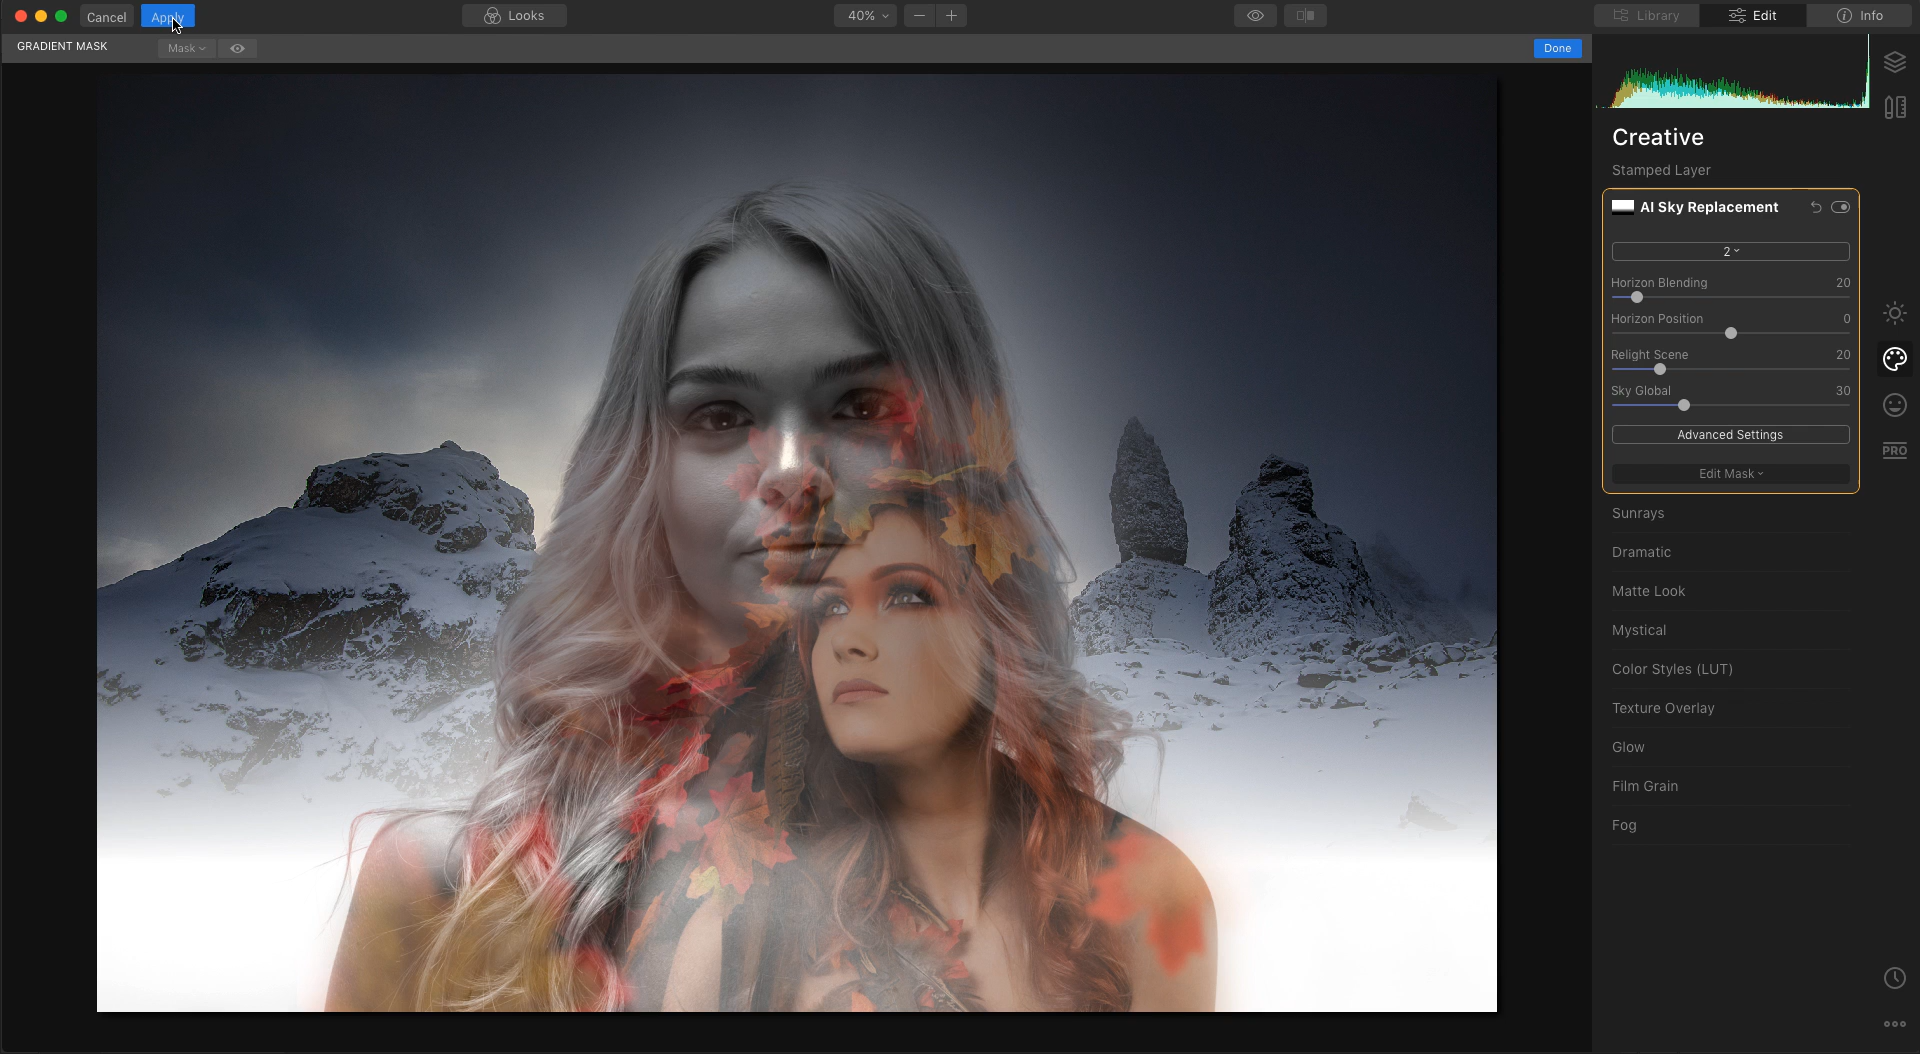 Cancel
Apply
Looks
40%
Library
Edit
Info
GRADIENT MASK
Mask
Done
Creative
Stamped Layer
AI Sky Replacement
2
Horizon Blending 20
Horizon Position 0
Relight Scene 20
Sky Global 30
Advanced Settings
Edit Mask
PRO
Sunrays
Dramatic
Matte Look
Mystical
Color Styles (LUT)
Texture Overlay
Glow
Film Grain
Fog